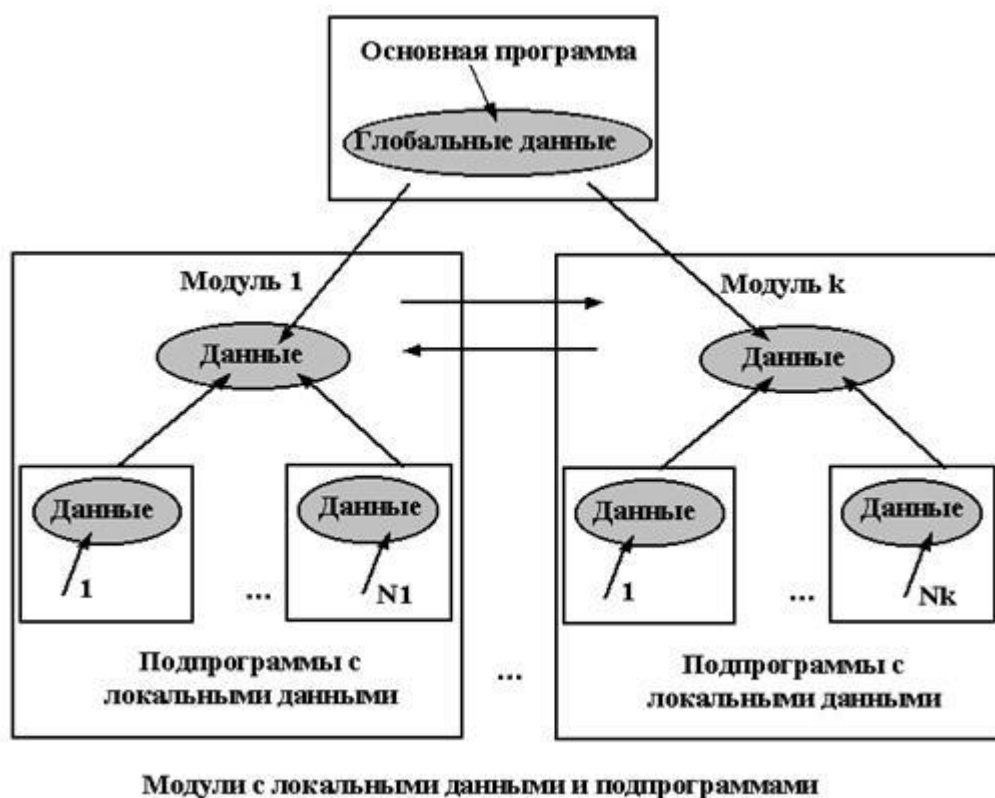 Основная программа
Глобальные данные
Модуль 1
Модуль k
Данные
Данные
Данные
Данные
Данные
Данные
1
...
N1
1
...
Nk
Подпрограммы с
локальными данными
...
Подпрограммы с
локальными данными
Модули с локальными данными и подпрограммами